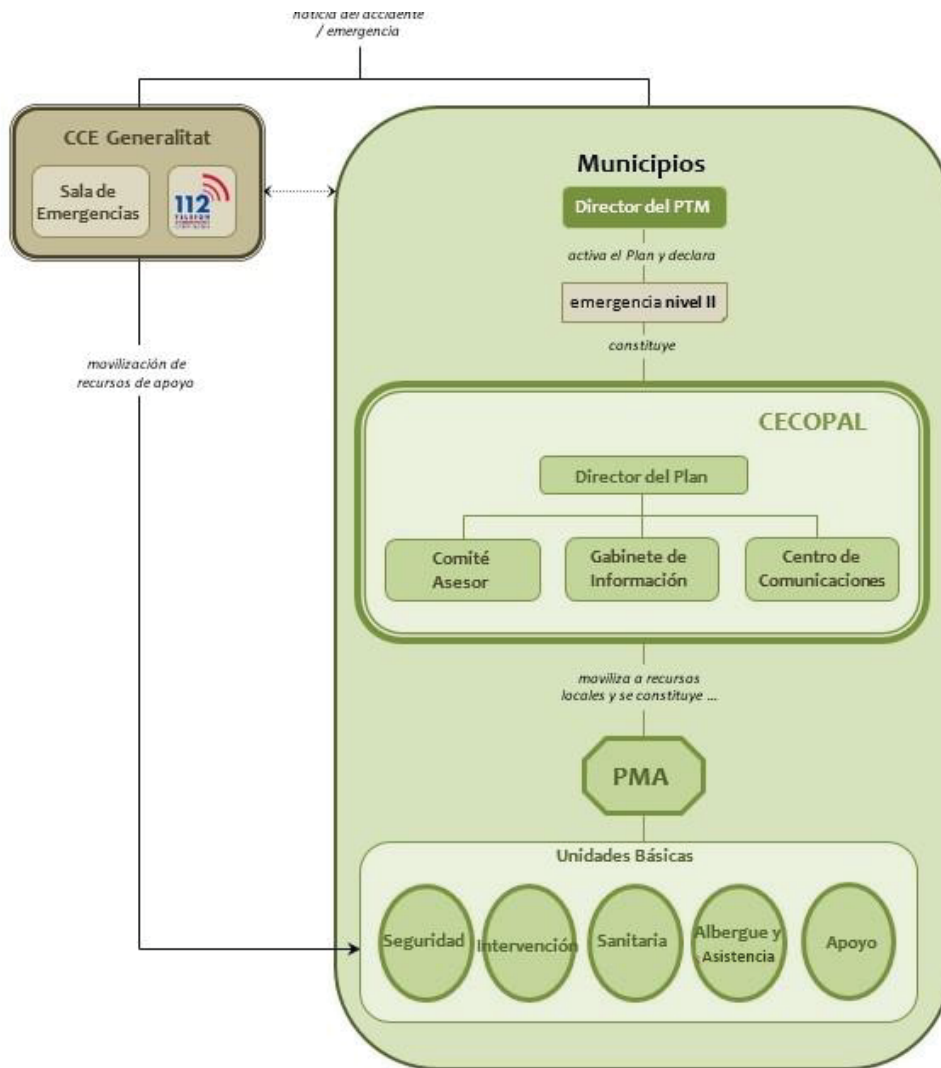 noticia del accidente
/ emergencia
CCE Generalitat
Sala de
Emergencias
112
Municipios
Director del PTM
activa el Plan y declara
emergencia nivel II
constituye
movilización de
recursos de apoyo
CECOPAL
Director del Plan
Comité
Asesor
Gabinete de
Información
Centro de
Comunicaciones
moviliza a recursos
locales y se constituye ...
PMA
Unidades Básicas
Seguridad
Intervención
Sanitaria
Albergue y
Asistencia
Apoyo